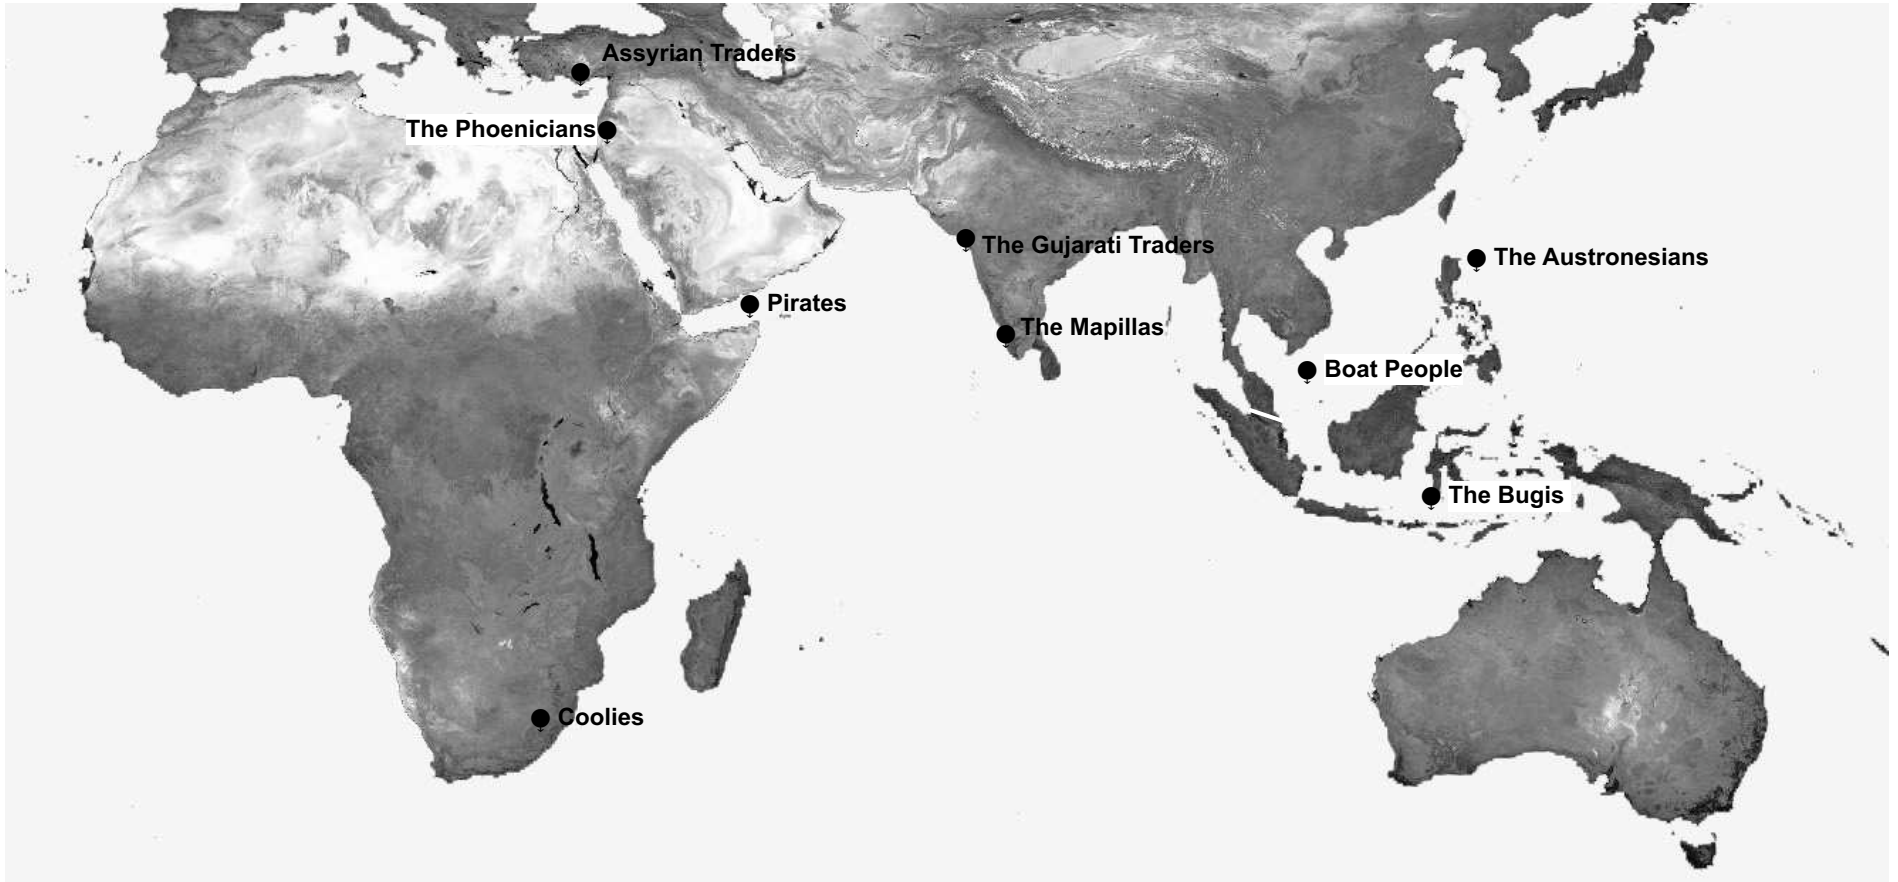 Assyrian Traders
The Phoenicians
The Gujarati Traders
The Austronesians
Pirates
The Mapillas
Boat People
The Bugis
Coolies